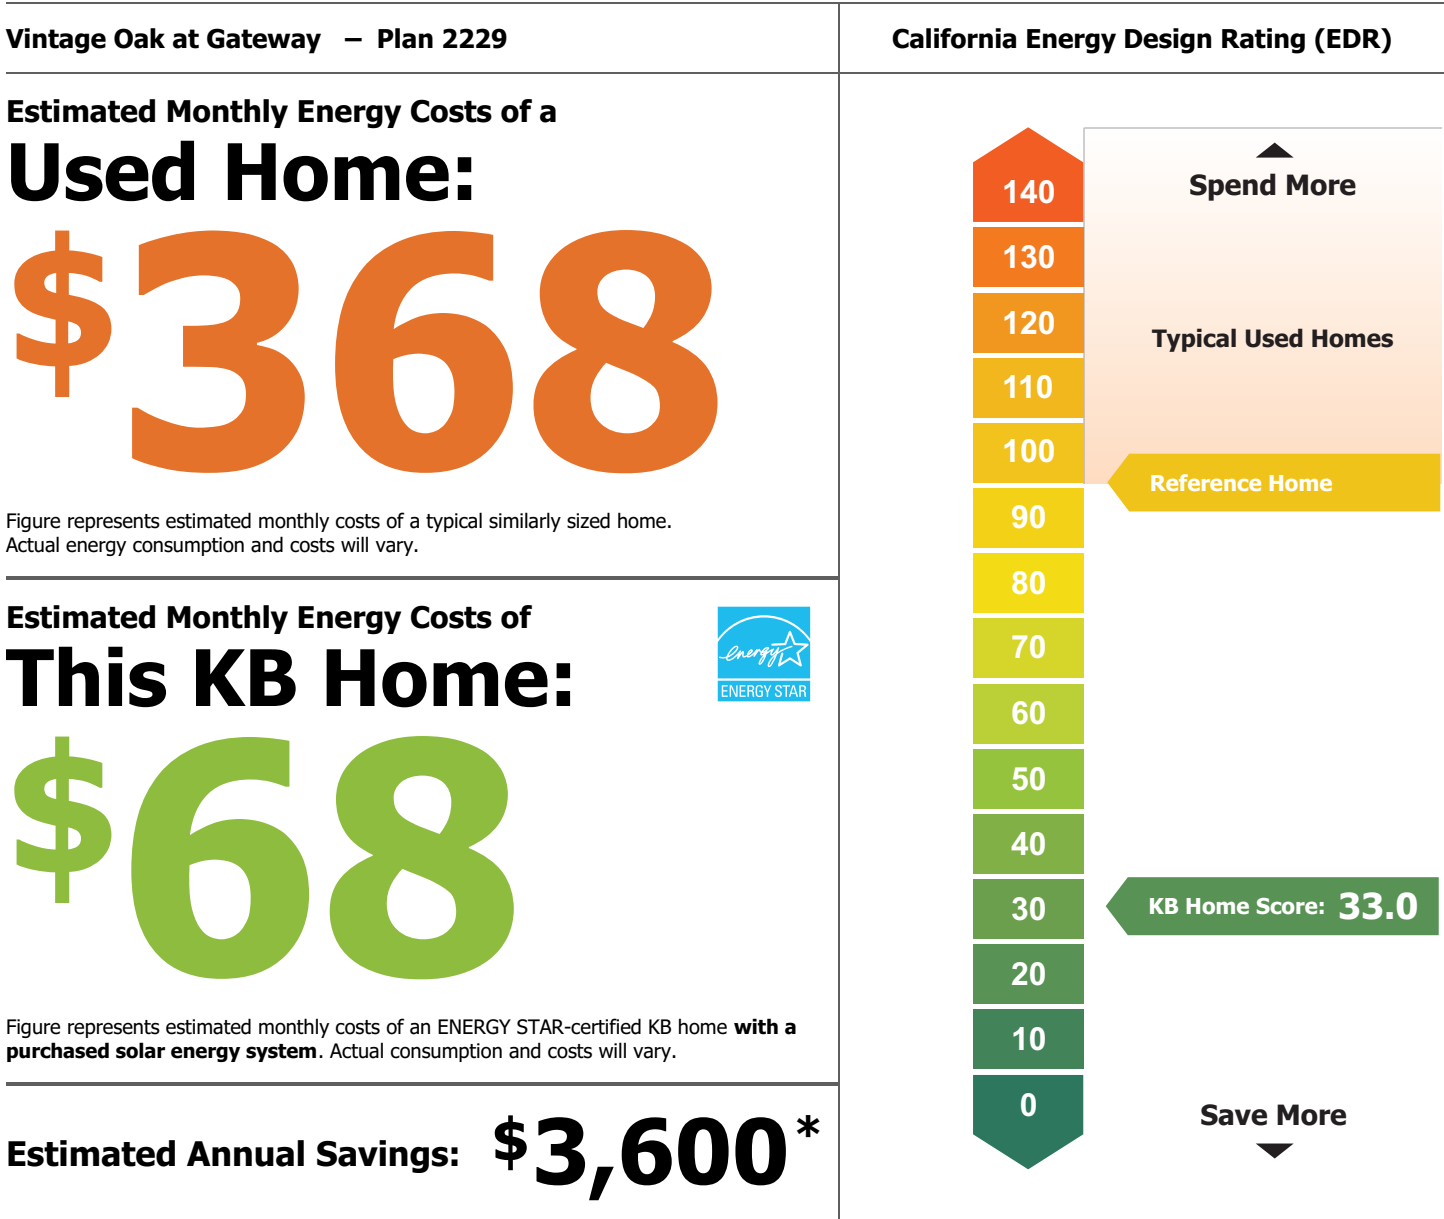 Vintage Oak at Gateway – Plan 2229
Estimated Monthly Energy Costs of a
Used Home:
$368
Figure represents estimated monthly costs of a typical similarly sized home.
Actual energy consumption and costs will vary.
Estimated Monthly Energy Costs of
This KB Home:
energy
ENERGY STAR
$68
Figure represents estimated monthly costs of an ENERGY STAR-certified KB home with a
purchased solar energy system. Actual consumption and costs will vary.
Estimated Annual Savings: $3,600*
California Energy Design Rating (EDR)
140
Spend More
130
120
Typical Used Homes
110
100
Reference Home
90
80
70
60
50
40
30
KB Home Score: 33.0
20
10
0
Save More